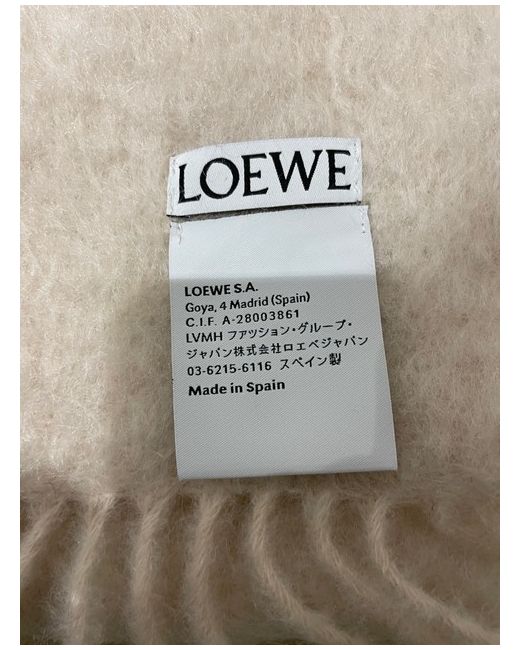 LOEWE
LOEWE S.A.
Goya, 4 Madrid (Spain)
C.I.F. A-28003861
LVMH ファッション・グループ・
ジャパン株式会社ロエベジャパン
03-6215-6116 スペイン製
Made in Spain